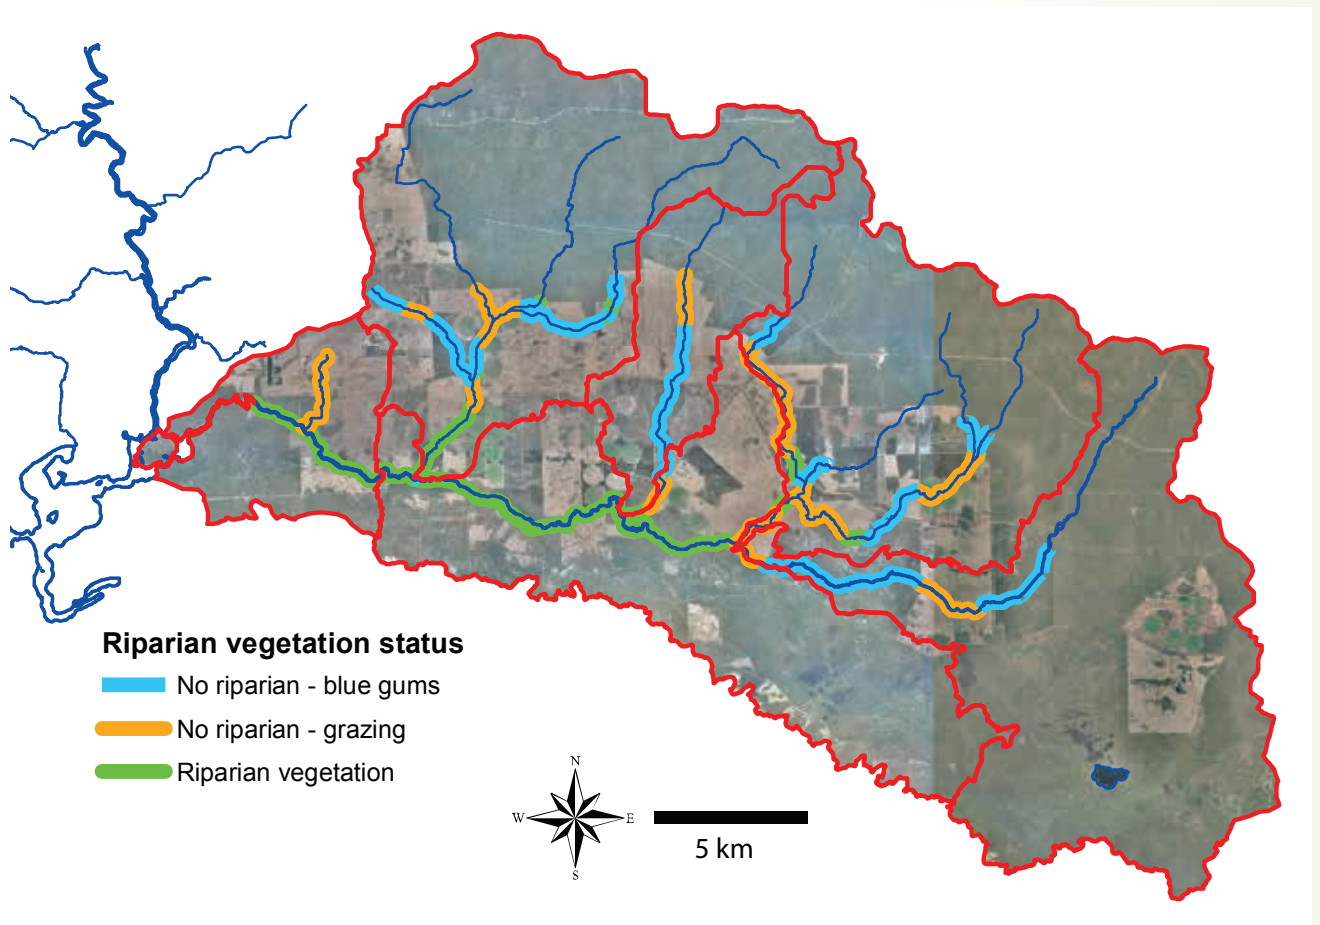 Riparian vegetation status
No riparian - blue gums
No riparian - grazing
Riparian vegetation
N
W
E
S
5 km